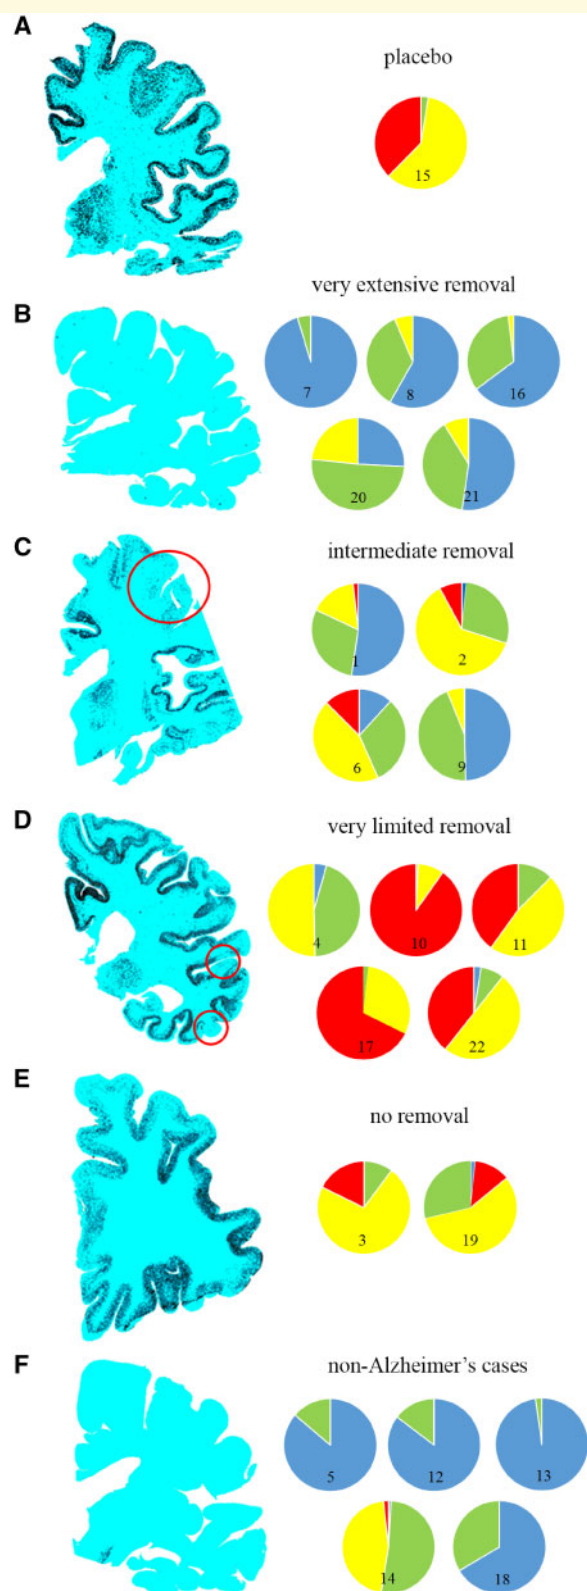 A
placebo
15
very extensive removal
B
7 8 16
20 21
C
intermediate removal
1 2
6 9
D
very limited removal
4 10 11
17 22
E
no removal
3 19
F
non-Alzheimer's cases
5 12 13
14 18